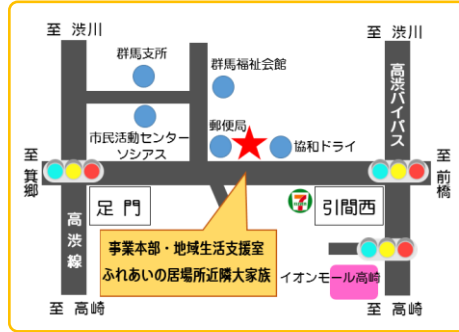 至 渋川
至 渋川
群馬支所
群馬福祉会館
高渋バイパス
市民活動センター
ソシアス
郵便局
協和ドライ
至 箕郷
至 前橋
足門
引間西
高渋線
事業本部・地域生活支援室
ふれあいの居場所近隣大家族
イオンモール高崎
至 高崎
至 高崎